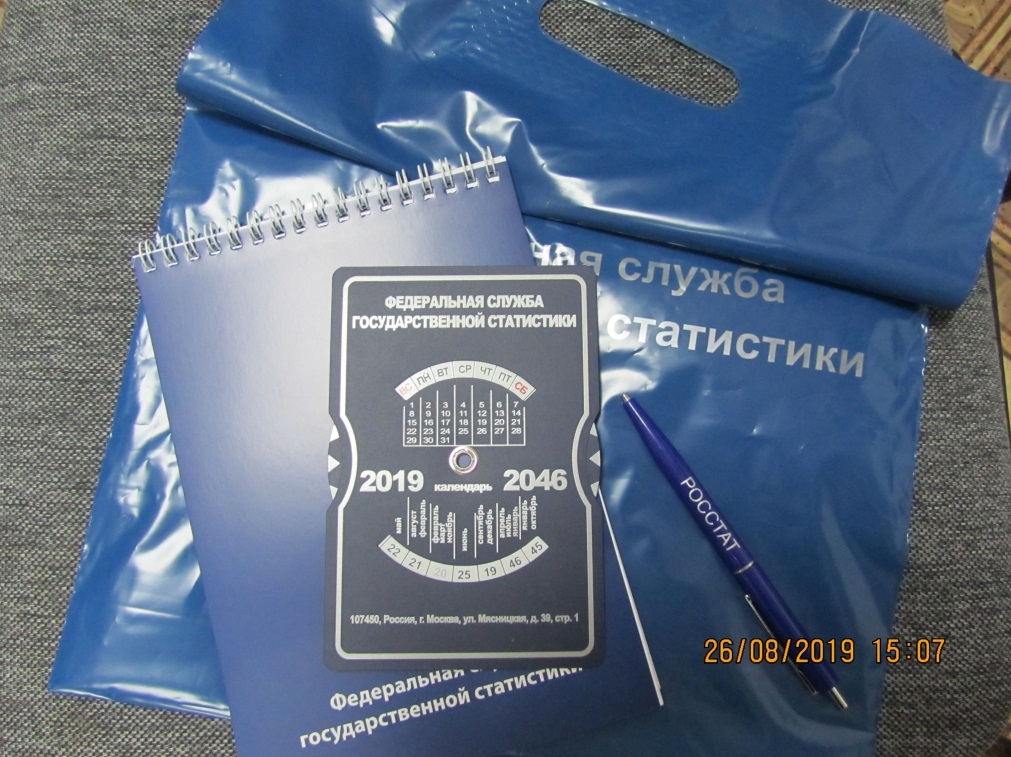 ная служба
статистики
ФЕДЕРАЛЬНАЯ СЛУЖБА
ГОСУДАРСТВЕННОЙ СТАТИСТИКИ
ВС ПН ВТ СР ЧТ ПТ СБ
1 2 3 4 5 6 7
8 9 10 11 12 13 14
15 16 17 18 19 20 21
22 23 24 25 26 27 28
29 30 31
2019 календарь 2046
май
август
февраль
февраль
март
ноябрь
июнь
сентябрь
декабрь
апрель
июль
январь
январь
октябрь
22 21 20 25 19 46 45
107450, Россия, г. Москва, ул. Мясницкая, д. 39, стр. 1
Федеральная
государственной статистики
РОССТАТ
26/08/2019 15:07